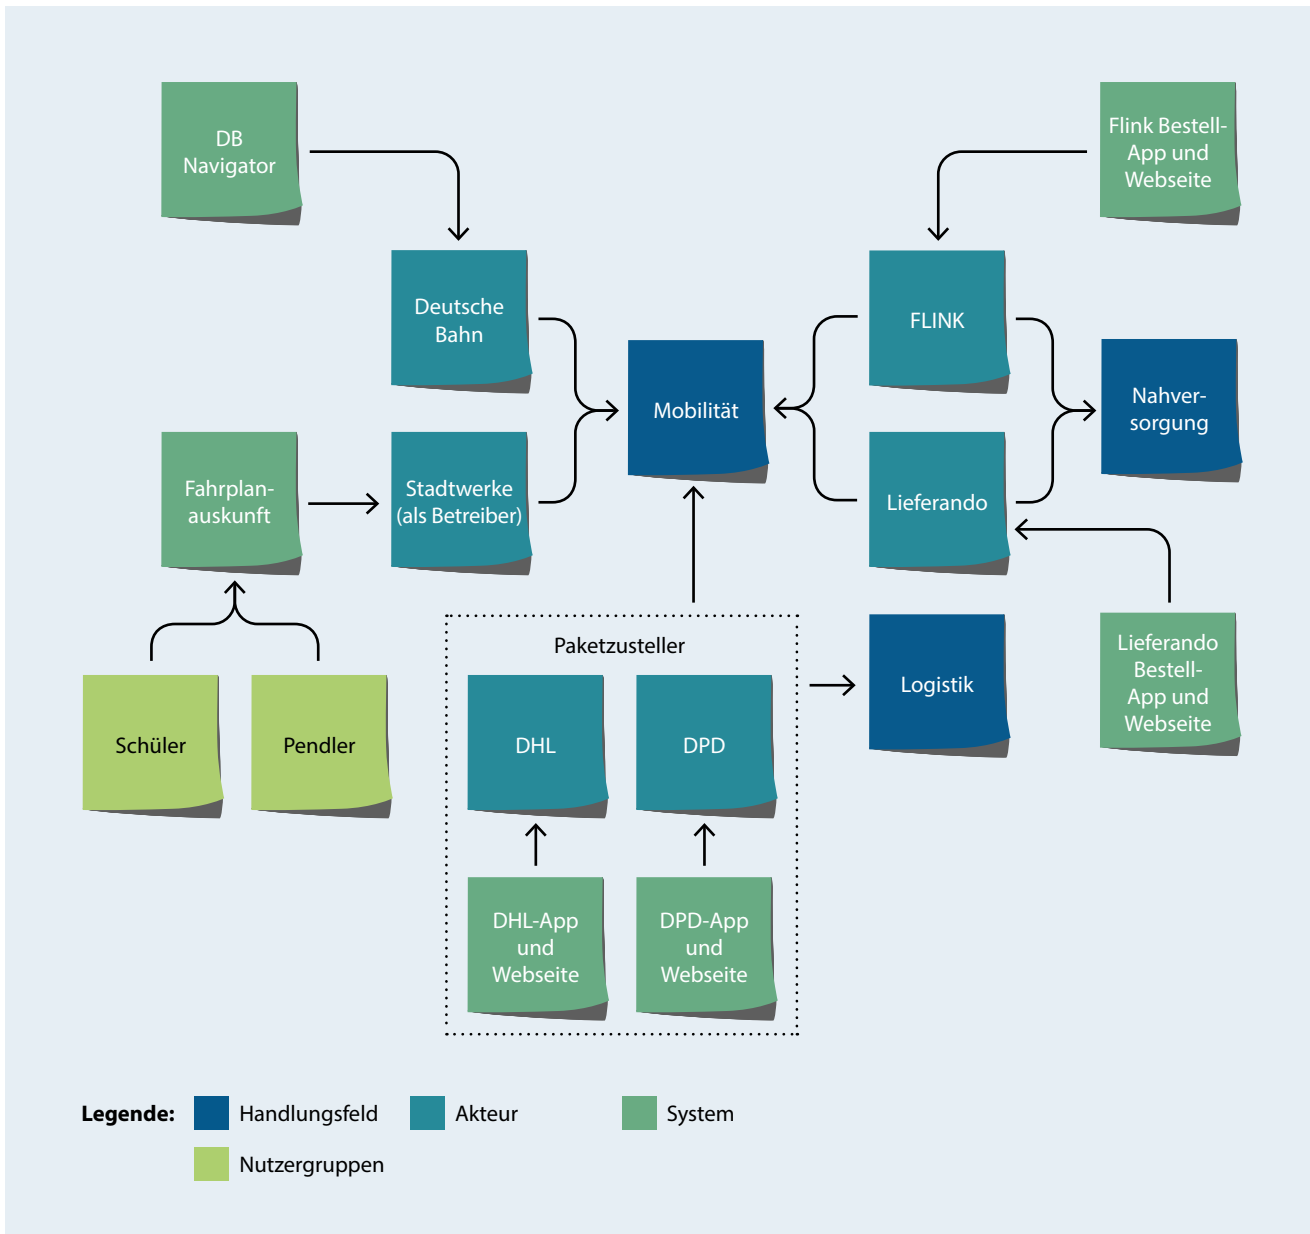 DB
Navigator
Flink Bestell-
App und
Webseite
Deutsche
Bahn
FLINK
Mobilität
Nahver-
sorgung
Fahrplan-
auskunft
Stadtwerke
(als Betreiber)
Lieferando
Paketzusteller
Lieferando
Bestell-
App und
Webseite
Logistik
Schüler
Pendler
DHL
DPD
DHL-App
und
Webseite
DPD-App
und
Webseite
Legende:
Handlungsfeld
Akteur
System
Nutzergruppen